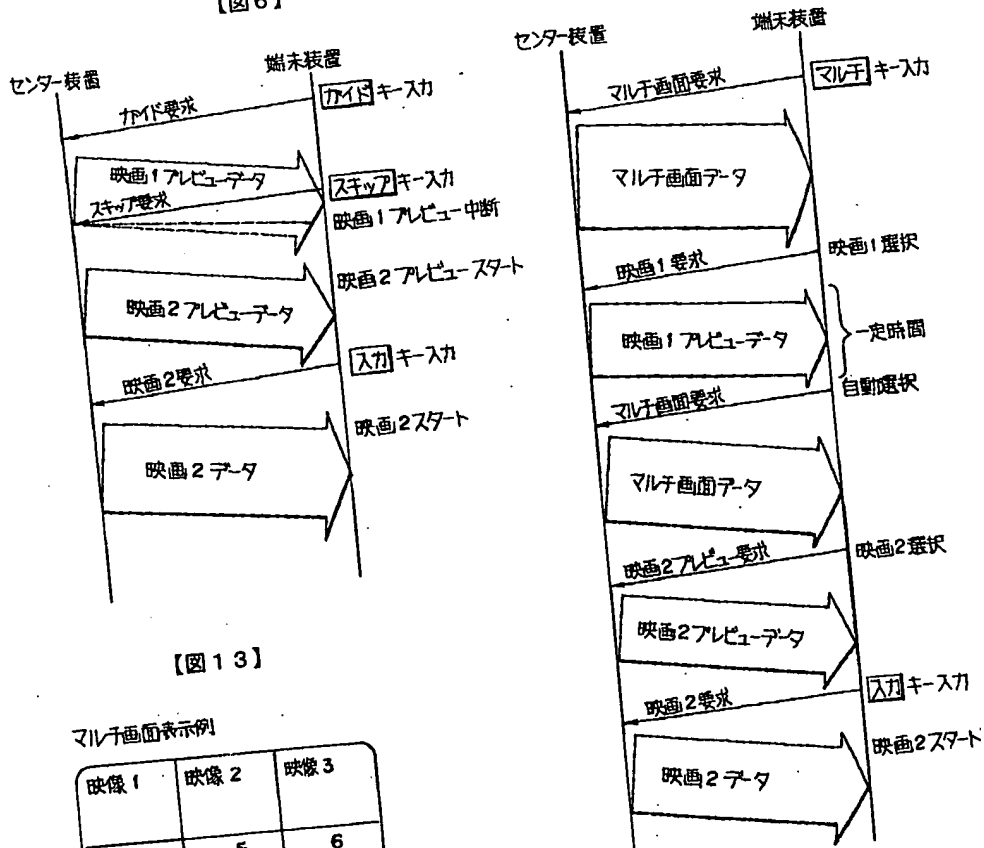 【図6】
センター装置
端末装置
ガイド要求
ガイド キー入力
映画1プレビューデータ
スキップ要求
スキップ キー入力
映画1プレビュー中断
映画2プレビュースタート
映画2プレビューデータ
入力 キー入力
映画2要求
映画2スタート
映画2データ
【図13】
マルチ画面表示例
映像1
映像2
映像3
5
6
センター装置
端末装置
マルチ画面要求
マルチ キー入力
マルチ画面データ
映画1選択
映画1要求
映画1プレビューデータ
一定時間
自動選択
マルチ画面要求
マルチ画面データ
映画2選択
映画2プレビュー要求
映画2プレビューデータ
入力 キー入力
映画2要求
映画2スタート
映画2データ